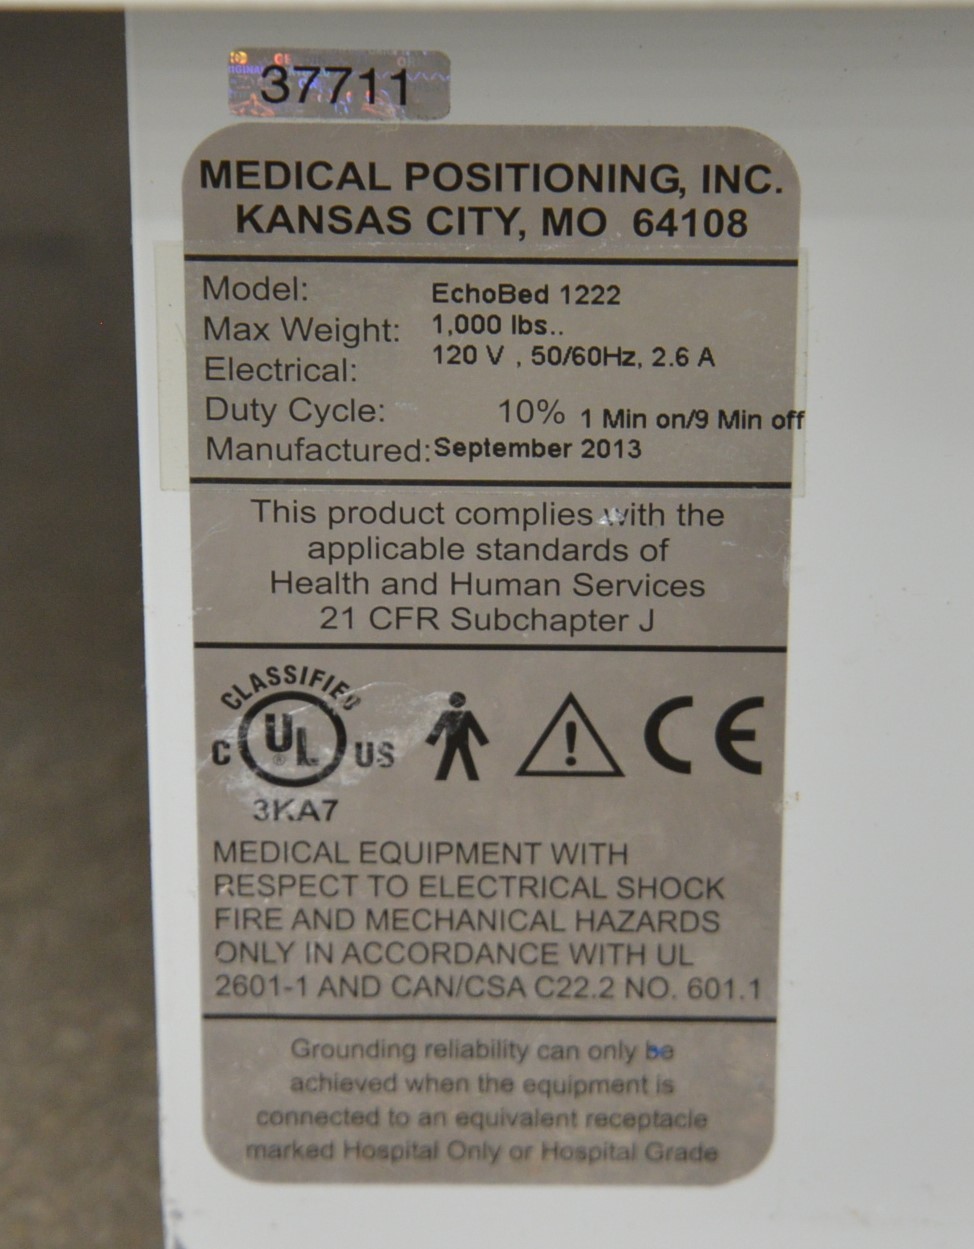 37711
MEDICAL POSITIONING, INC.
KANSAS CITY, MO 64108
Model: EchoBed 1222
Max Weight: 1,000 lbs..
Electrical: 120 V , 50/60Hz, 2.6 A
Duty Cycle: 10% 1 Min on/9 Min off
Manufactured: September 2013
This product complies with the
applicable standards of
Health and Human Services
21 CFR Subchapter J
CLASSIFIED
C UL ® US
CE
3KA7
MEDICAL EQUIPMENT WITH
RESPECT TO ELECTRICAL SHOCK
FIRE AND MECHANICAL HAZARDS
ONLY IN ACCORDANCE WITH UL
2601-1 AND CAN/CSA C22.2 NO. 601.1
Grounding reliability can only be
achieved when the equipment is
connected to an equivalent receptacle
marked Hospital Only or Hospital Grade